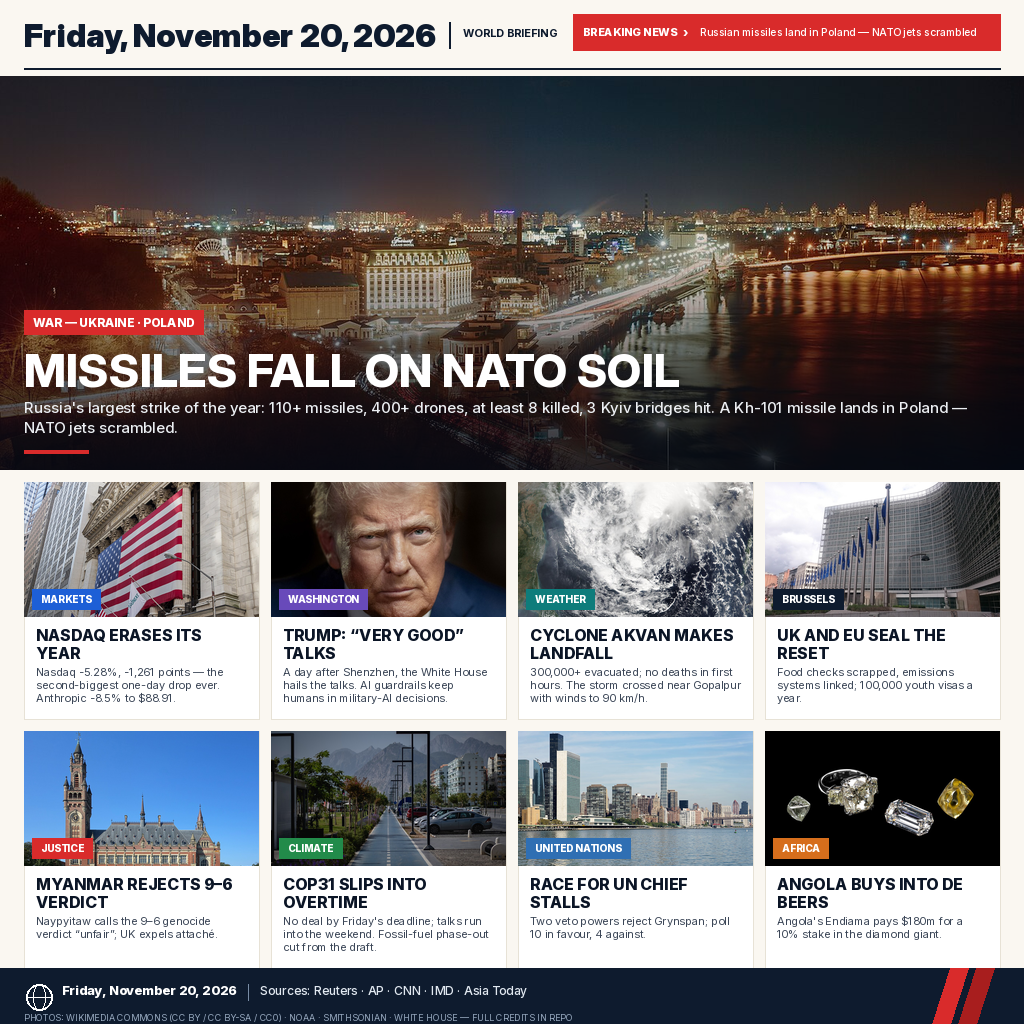 Friday, November 20, 2026
WORLD BRIEFING
BREAKING NEWS › Russian missiles land in Poland — NATO jets scrambled
WAR — UKRAINE · POLAND
MISSILES FALL ON NATO SOIL
Russia's largest strike of the year: 110+ missiles, 400+ drones, at least 8 killed, 3 Kyiv bridges hit. A Kh-101 missile lands in Poland —
NATO jets scrambled.
MARKETS
NASDAQ ERASES ITS
YEAR
Nasdaq -5.28%, -1,261 points — the
second-biggest one-day drop ever.
Anthropic -8.5% to $88.91.
WASHINGTON
TRUMP: “VERY GOOD”
TALKS
A day after Shenzhen, the White House
hails the talks. AI guardrails keep
humans in military-AI decisions.
WEATHER
CYCLONE AKVAN MAKES
LANDFALL
300,000+ evacuated; no deaths in first
hours. The storm crossed near Gopalpur
with winds to 90 km/h.
BRUSSELS
UK AND EU SEAL THE
RESET
Food checks scrapped, emissions
systems linked; 100,000 youth visas a
year.
JUSTICE
MYANMAR REJECTS 9–6
VERDICT
Naypyitaw calls the 9–6 genocide
verdict “unfair”; UK expels attaché.
CLIMATE
COP31 SLIPS INTO
OVERTIME
No deal by Friday's deadline; talks run
into the weekend. Fossil-fuel phase-out
cut from the draft.
UNITED NATIONS
RACE FOR UN CHIEF
STALLS
Two veto powers reject Grynspan; poll
10 in favour, 4 against.
AFRICA
ANGOLA BUYS INTO DE
BEERS
Angola's Endiama pays $180m for a
10% stake in the diamond giant.
Friday, November 20, 2026
Sources: Reuters · AP · CNN · IMD · Asia Today
PHOTOS: WIKIMEDIA COMMONS (CC BY / CC BY-SA / CC0) · NOAA · SMITHSONIAN · WHITE HOUSE — FULL CREDITS IN REPO